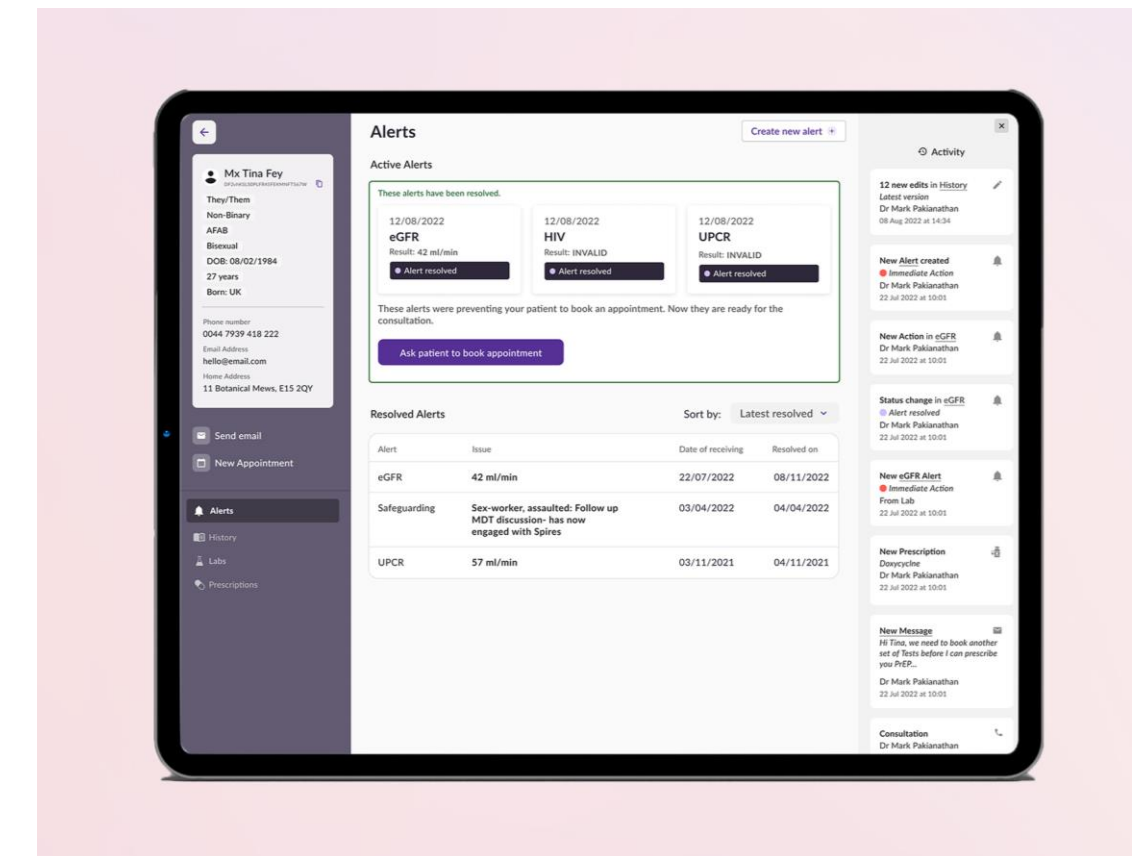 Mx Tina Fey
They/Them
Non-Binary
AFAB
Bisexual
DOB: 08/02/1984
27 years
Born: UK
Phone number
0044 7939 418 222
Email Address
hello@email.com
Home Address
11 Botanical Mews, E15 2QY
Send email
New Appointment
Alerts
History
Labs
Prescriptions
Alerts
Create new alert +
Active Alerts
These alerts have been resolved.
12/08/2022
eGFR
Result: 42 ml/min
Alert resolved
12/08/2022
HIV
Result: INVALID
Alert resolved
12/08/2022
UPCR
Result: INVALID
Alert resolved
These alerts were preventing your patient to book an appointment. Now they are ready for the
consultation.
Ask patient to book appointment
Resolved Alerts
Sort by: Latest resolved
Alert Issue Date of receiving Resolved on
eGFR 42 ml/min 22/07/2022 08/11/2022
Safeguarding Sex-worker, assaulted: Follow up 03/04/2022 04/04/2022
MDT discussion- has now
engaged with Spires
UPCR 57 ml/min 03/11/2021 04/11/2021
Activity
12 new edits in History
Latest version
Dr Mark Pakianathan
08 Aug 2022 at 14:34
New Alert created
Immediate Action
Dr Mark Pakianathan
22 Jul 2022 at 10:01
New Action in eGFR
Dr Mark Pakianathan
22 Jul 2022 at 10:01
Status change in eGFR
Alert resolved
Dr Mark Pakianathan
22 Jul 2022 at 10:01
New eGFR Alert
Immediate Action
From Lab
22 Jul 2022 at 10:01
New Prescription
Doxycycline
Dr Mark Pakianathan
22 Jul 2022 at 10:01
New Message
Hi Tina, we need to book another
set of Tests before I can prescribe
you PrEP...
Dr Mark Pakianathan
22 Jul 2022 at 10:01
Consultation
Dr Mark Pakianathan